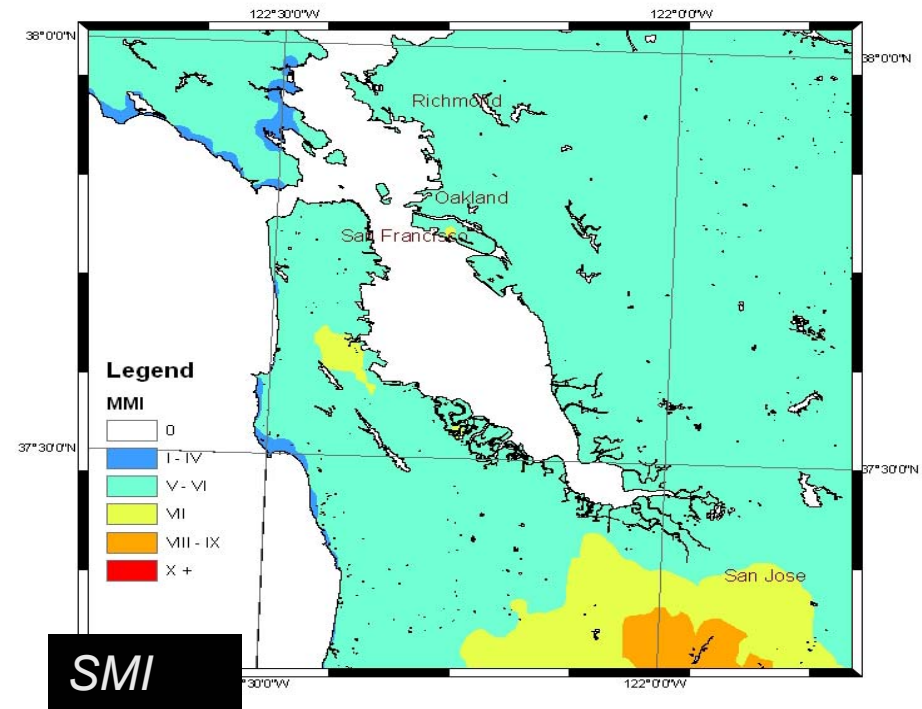 122°30'0"W 122°0'0"W
38°0'0"N
38°0'0"N
Richmond
Oakland
San Francisco
Legend
MMI
0
I - IV
V - VI
VII
VIII - IX
X +
37°30'0"N
37°30'0"N
San Jose
SMI
°30'0"W 122°0'0"W